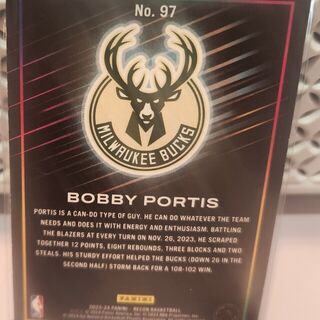 No. 97
MILWAUKEE BUCKS
BOBBY PORTIS
PORTIS IS A CAN-DO TYPE OF GUY. HE CAN DO WHATEVER THE TEAM
NEEDS AND DOES IT WITH ENERGY AND ENTHUSIASM. BATTLING
THE BLAZERS AT EVERY TURN ON NOV. 26, 2023, HE SCRAPED
TOGETHER 12 POINTS, EIGHT REBOUNDS, THREE BLOCKS AND TWO
STEALS. HIS STURDY EFFORT HELPED THE BUCKS (DOWN 26 IN THE
SECOND HALF) STORM BACK FOR A 108-102 WIN.
PANINI
2023-24 PANINI - RECON BASKETBALL